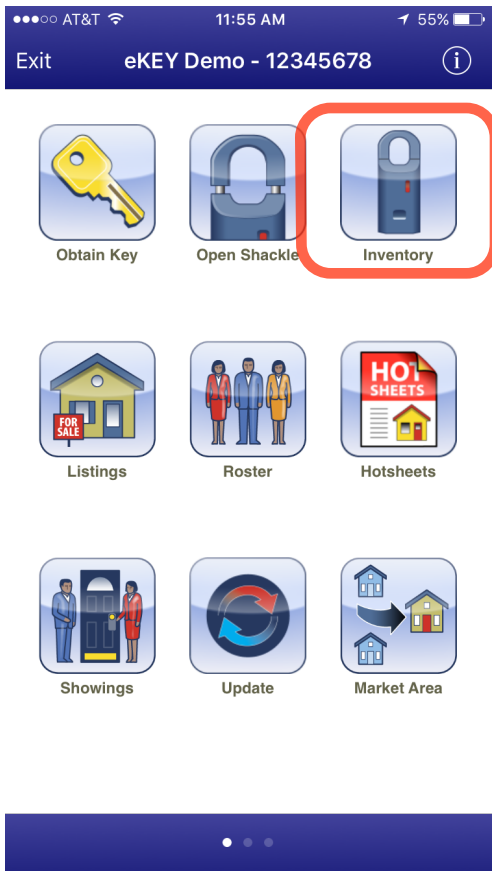 AT&T 11:55 AM 55%
Exit eKEY Demo - 12345678 i
Obtain Key Open Shackle Inventory
FOR SALE
HOT
SHEETS
Listings Roster Hotsheets
Showings Update Market Area